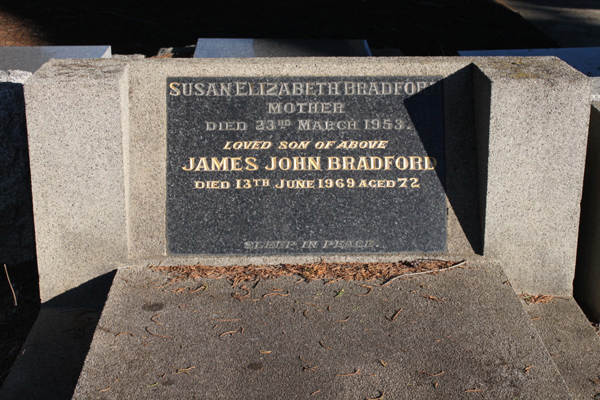 SUSAN ELIZABETH BRADFORD
MOTHER
DIED 23RD MARCH 1953.
LOVED SON OF ABOVE
JAMES JOHN BRADFORD
DIED 13TH JUNE 1969 AGED 72
SLEEP IN PEACE.